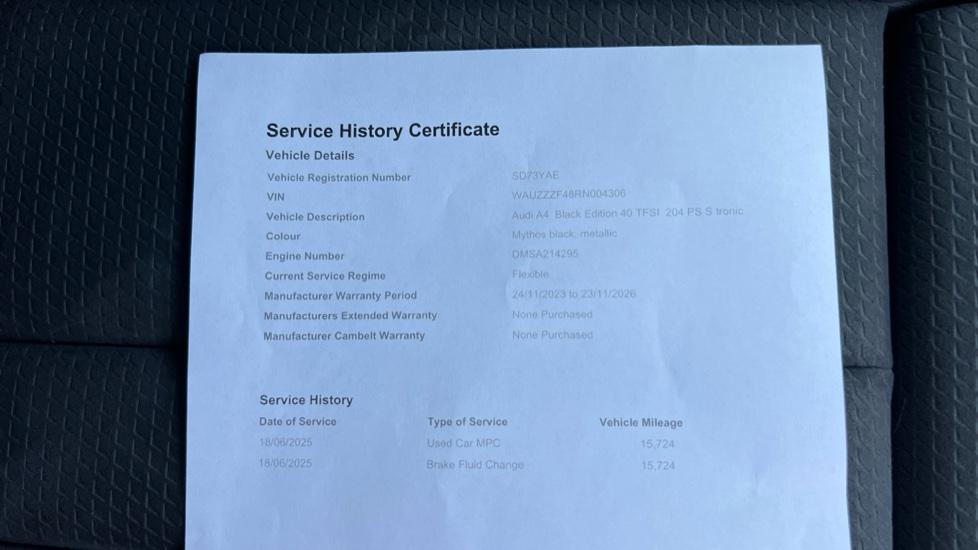 Service History Certificate
Vehicle Details
Vehicle Registration Number SD73YAE
VIN WAUZZZF48RN004306
Vehicle Description Audi A4 Black Edition 40 TFSI 204 PS S tronic
Colour Mythos black, metallic
Engine Number DMSA214295
Current Service Regime Flexible
Manufacturer Warranty Period 24/11/2023 to 23/11/2026
Manufacturers Extended Warranty None Purchased
Manufacturer Cambelt Warranty None Purchased
Service History
Date of Service Type of Service Vehicle Mileage
18/06/2025 Used Car MPC 15,724
18/06/2025 Brake Fluid Change 15,724